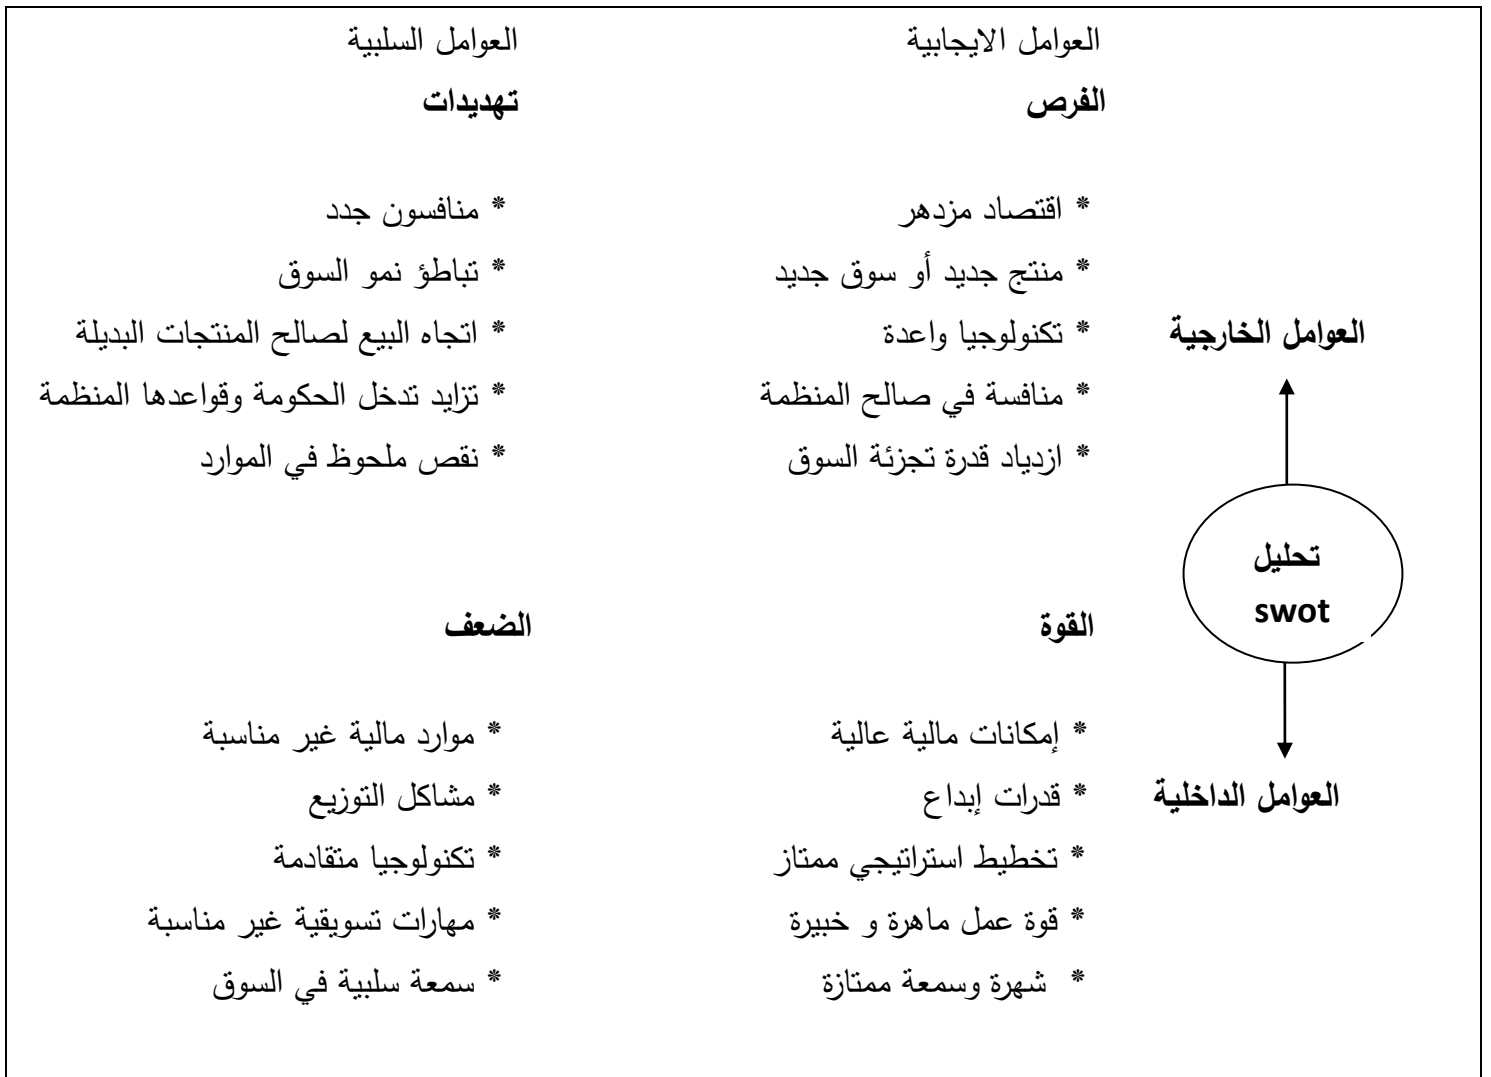 العوامل الايجابية
العوامل السلبية
الفرص
تهديدات
* اقتصاد مزدهر
* منافسون جدد
* منتج جديد أو سوق جديد
* تباطؤ نمو السوق
العوامل الخارجية
* تكنولوجيا واعدة
* اتجاه البيع لصالح المنتجات البديلة
* منافسة في صالح المنظمة
* تزايد تدخل الحكومة وقواعدها المنظمة
* ازدياد قدرة تجزئة السوق
* نقص ملحوظ في الموارد
تحليل
swot
القوة
الضعف
* إمكانات مالية عالية
* موارد مالية غير مناسبة
العوامل الداخلية
* قدرات إبداع
* مشاكل التوزيع
* تخطيط استراتيجي ممتاز
* تكنولوجيا متقادمة
* قوة عمل ماهرة و خبيرة
* مهارات تسويقية غير مناسبة
* شهرة وسمعة ممتازة
* سمعة سلبية في السوق